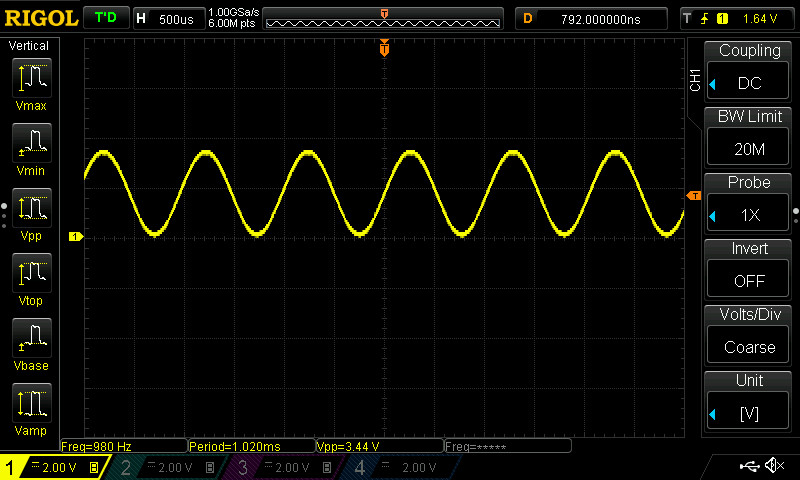 RIGOL T'D H 500us 1.00GSa/s 6.00M pts T D 792.000000ns T 1 1.64 V
Vertical
Vmax
Vmin
Vpp
Vtop
Vbase
Vamp
T
1
T
CH1
Coupling
DC
BW Limit
20M
Probe
1X
Invert
OFF
Volts/Div
Coarse
Unit
[V]
Freq=980 Hz Period=1.020ms Vpp=3.44 V Freq=*****
1 2.00 V B 2 2.00 V B 3 2.00 V B 4 2.00 V